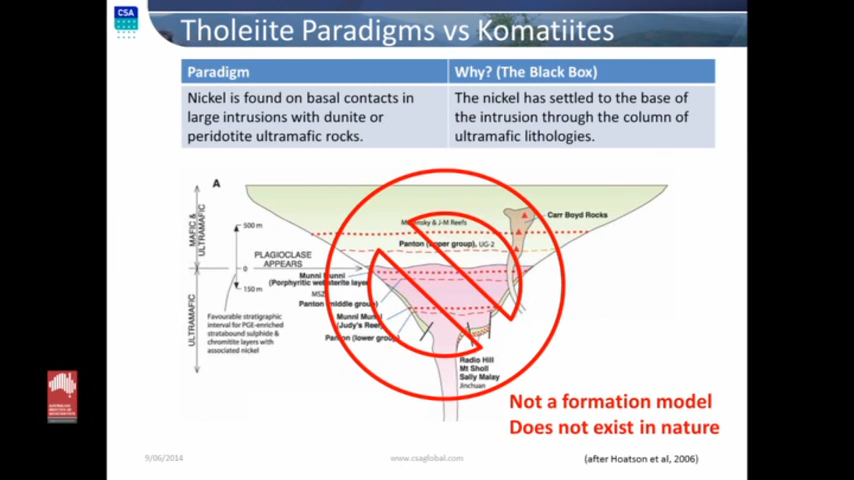 CSA
Tholeiite Paradigms vs Komatiites
Paradigm
Why? (The Black Box)
Nickel is found on basal contacts in
large intrusions with dunite or
peridotite ultramafic rocks.
The nickel has settled to the base of
the intrusion through the column of
ultramafic lithologies.
A
MAFIC &
ULTRAMAFIC
ULTRAMAFIC
500 m
0
150 m
PLAGIOCLASE
APPEARS
Favourable stratigraphic
interval for PGE-enriched
stratabound sulphide &
chromitite layers with
associated nickel
& J-M Reefs
Carr Boyd Rocks
Panton (upper group), UG-2
Munni Munni
(Porphyritic websterite layer
MSZ
Panton (middle group)
Munni Munni
(Judy's Reef)
Panton (lower group)
Radio Hill
Mt Sholl
Sally Malay
Jinchuan
Not a formation model
Does not exist in nature
9/06/2014
www.csaglobal.com
(after Hoatson et al, 2006)